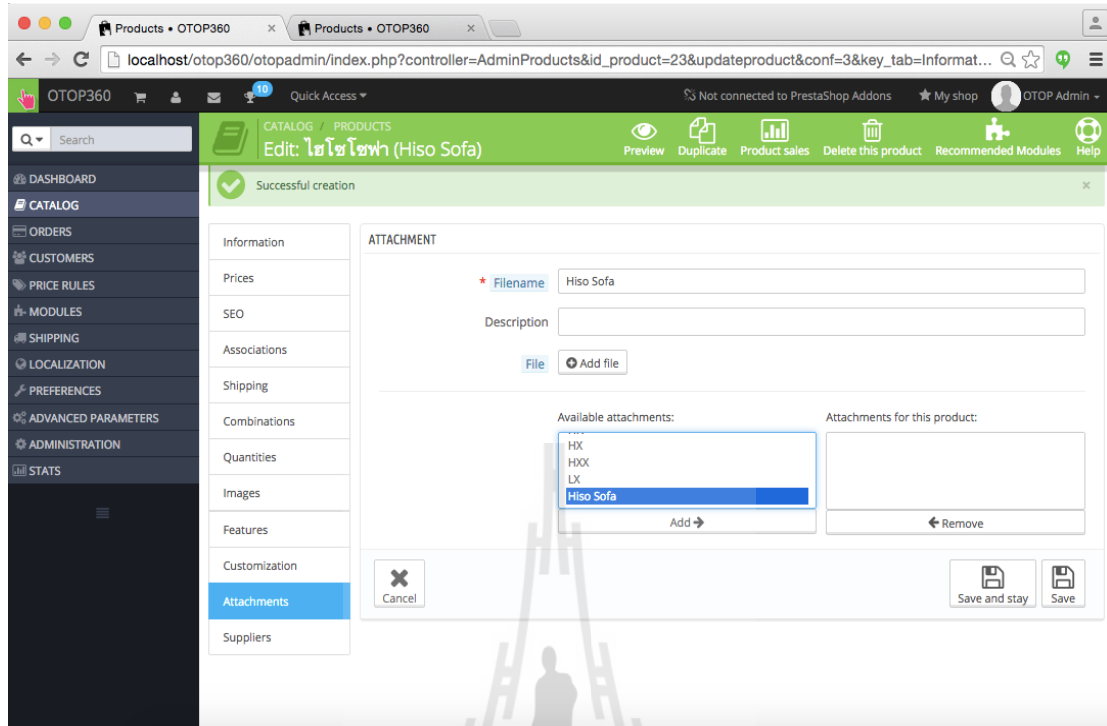 Products • OTOP360 × Products • OTOP360 ×
localhost/otop360/otopadmin/index.php?controller=AdminProducts&id_product=23&updateproduct&conf=3&key_tab=Informat...
OTOP360 10 Quick Access Not connected to PrestaShop Addons My shop OTOP Admin
Search
CATALOG / PRODUCTS
Edit: ไฮโซโซฟา (Hiso Sofa)
Preview Duplicate Product sales Delete this product Recommended Modules Help
Successful creation ×
DASHBOARD
CATALOG
ORDERS
CUSTOMERS
PRICE RULES
MODULES
SHIPPING
LOCALIZATION
PREFERENCES
ADVANCED PARAMETERS
ADMINISTRATION
STATS
Information
Prices
SEO
Associations
Shipping
Combinations
Quantities
Images
Features
Customization
Attachments
Suppliers
ATTACHMENT
* Filename Hiso Sofa
Description
File Add file
Available attachments: Attachments for this product:
HX
HXX
LX
Hiso Sofa
Add Remove
Cancel Save and stay Save